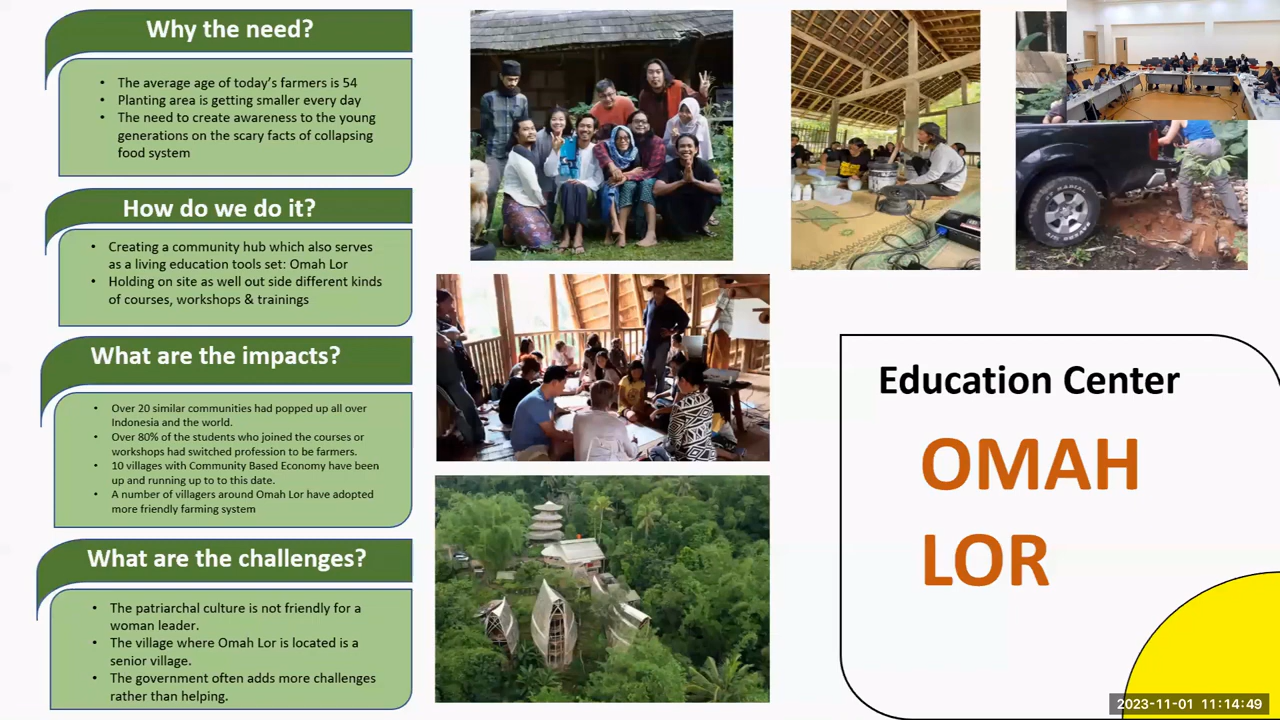 Why the need?
• The average age of today's farmers is 54
• Planting area is getting smaller every day
• The need to create awareness to the young
generations on the scary facts of collapsing
food system
How do we do it?
• Creating a community hub which also serves
as a living education tools set: Omah Lor
• Holding on site as well out side different kinds
of courses, workshops & trainings
What are the impacts?
• Over 20 similar communities had popped up all over
Indonesia and the world.
• Over 80% of the students who joined the courses or
workshops had switched profession to be farmers.
• 10 villages with Community Based Economy have been
up and running up to to this date.
• A number of villagers around Omah Lor have adopted
more friendly farming system
What are the challenges?
• The patriarchal culture is not friendly for a
woman leader.
• The village where Omah Lor is located is a
senior village.
• The government often adds more challenges
rather than helping.
Education Center
OMAH
LOR
2023-11-01 11:14:49